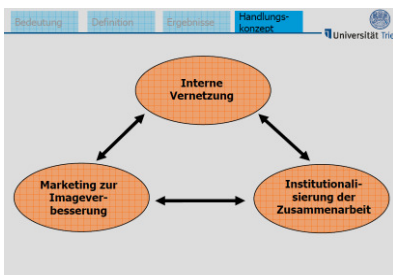 Bedeutung
Definition
Ergebnisse
Handlungs-
konzept
Universität Trie
Interne
Vernetzung
Marketing zur
Imagever-
besserung
Institutionali-
sierung der
Zusammenarbeit